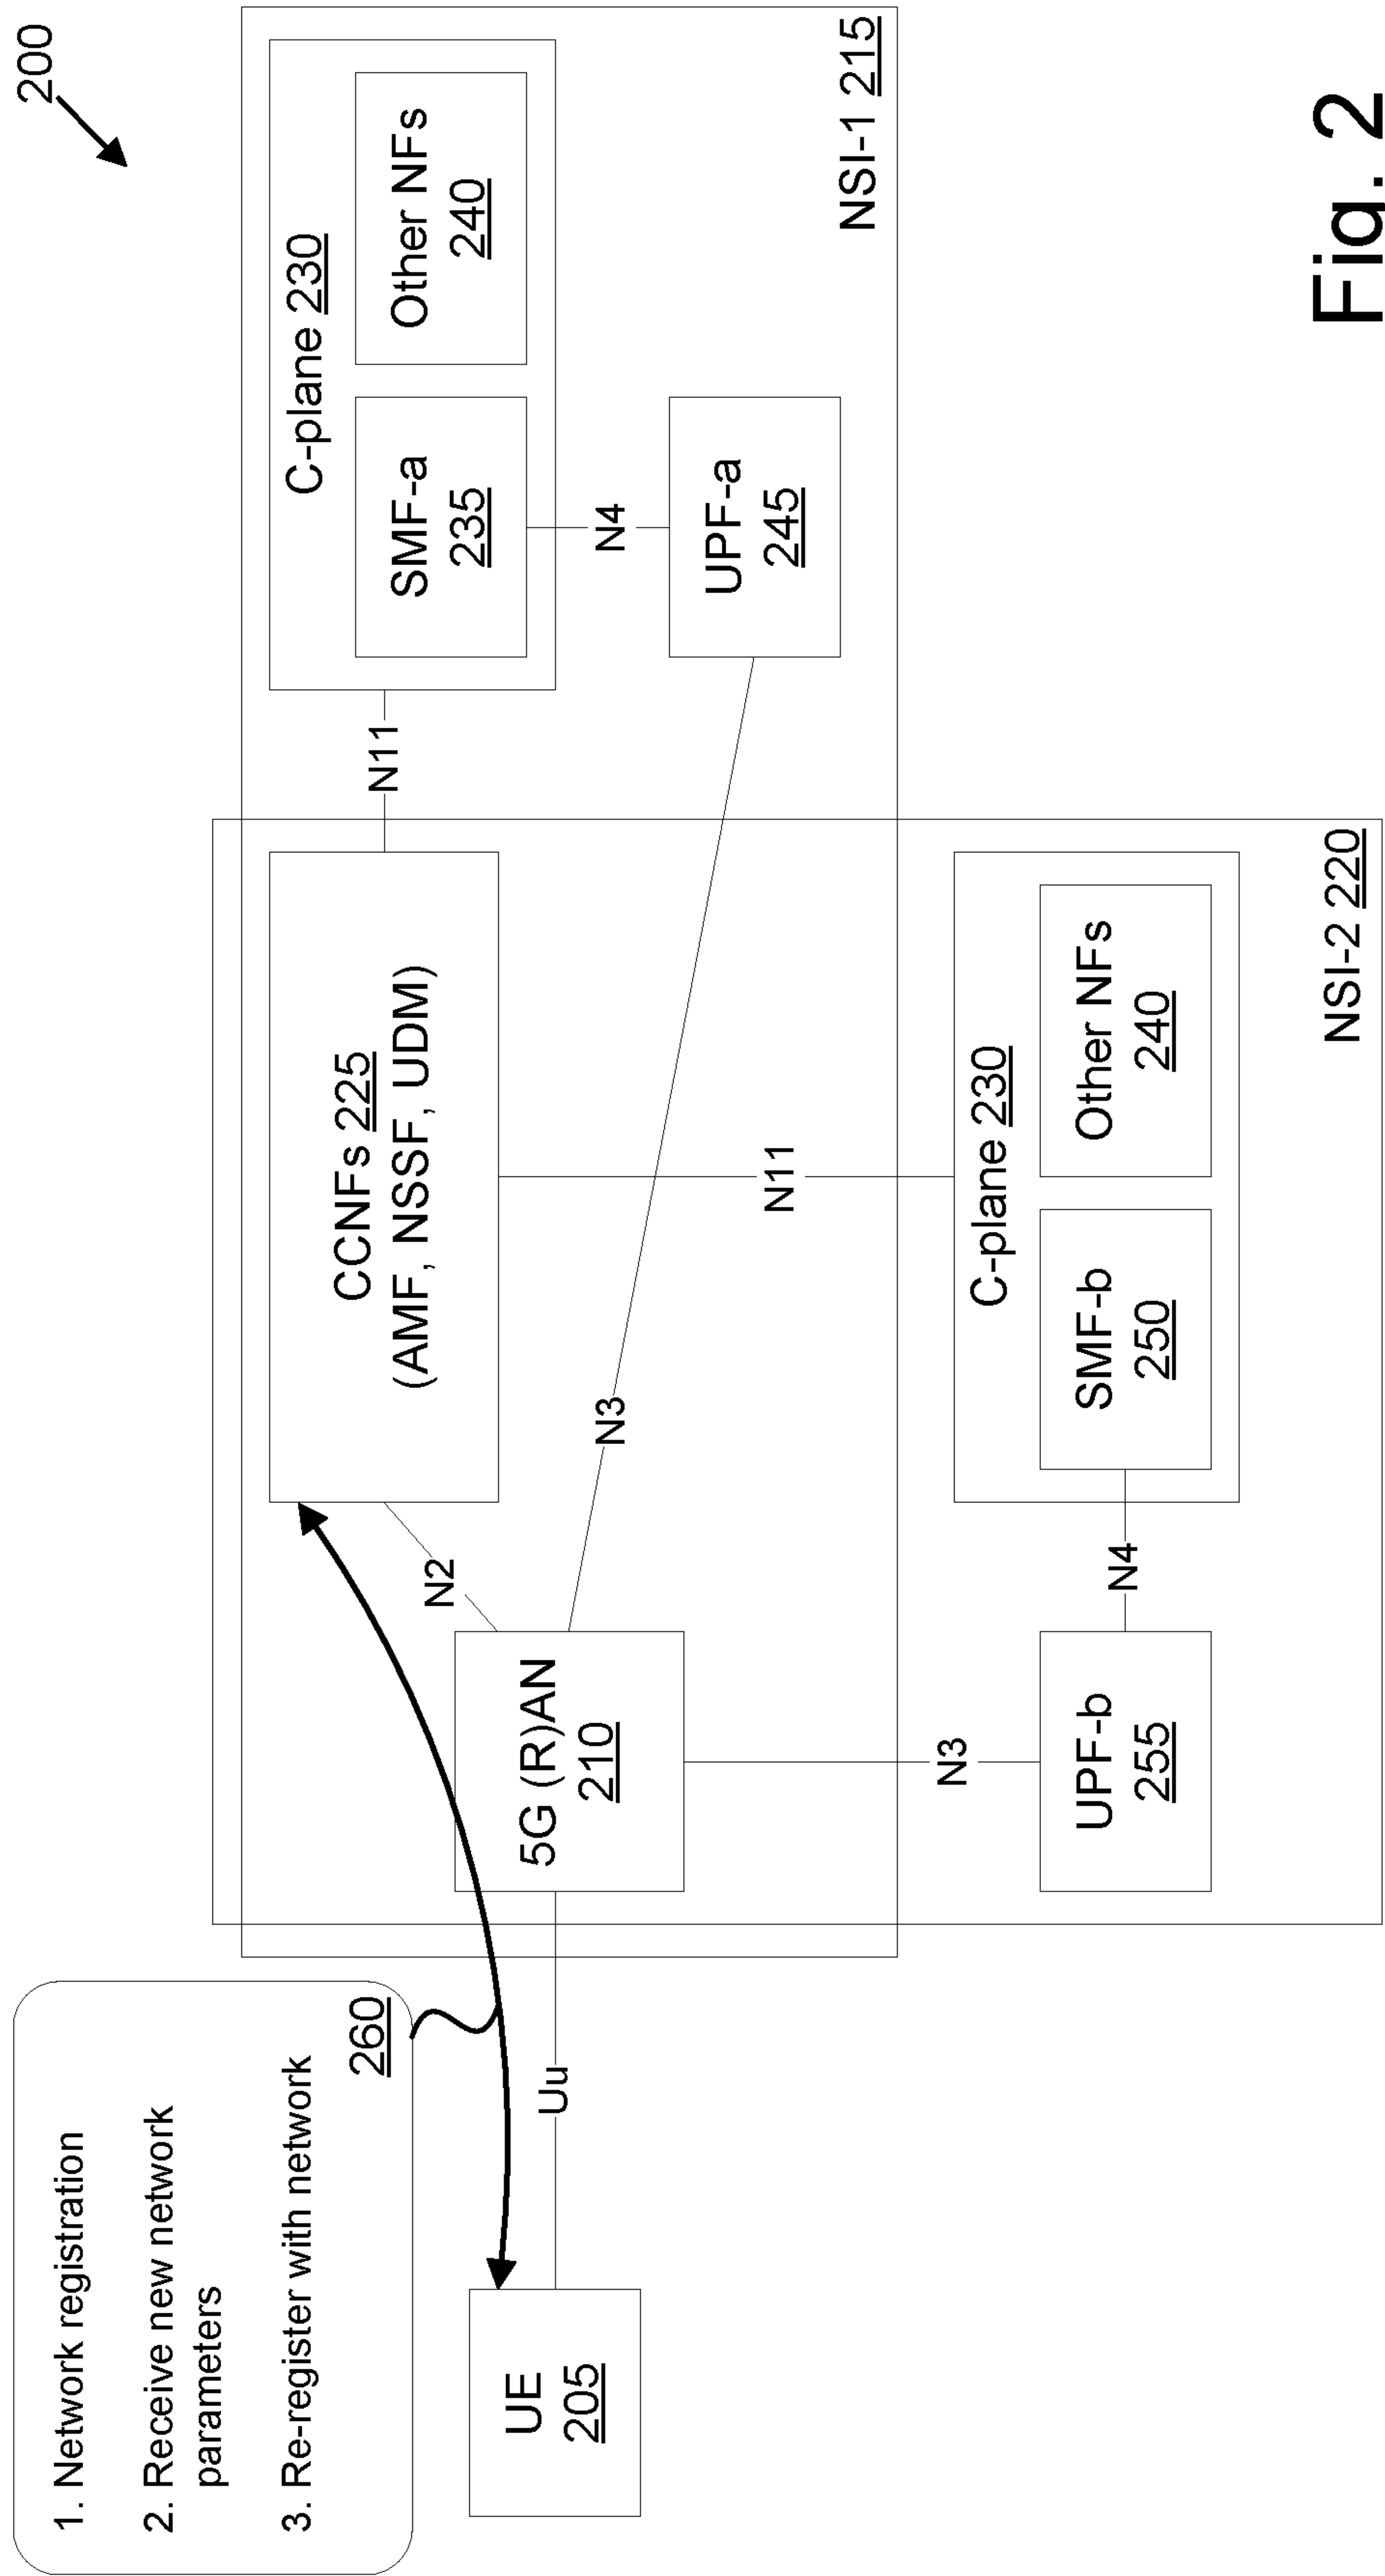 200
1. Network registration
2. Receive new network
parameters
3. Re-register with network
260
UE
205
Uu
5G (R)AN
210
N2
CCNFs 225
(AMF, NSSF, UDM)
N11
C-plane 230
SMF-a
235
Other NFs
240
N4
UPF-a
245
N3
NSI-1 215
N11
N3
UPF-b
255
N4
C-plane 230
SMF-b
250
Other NFs
240
NSI-2 220
Fig. 2